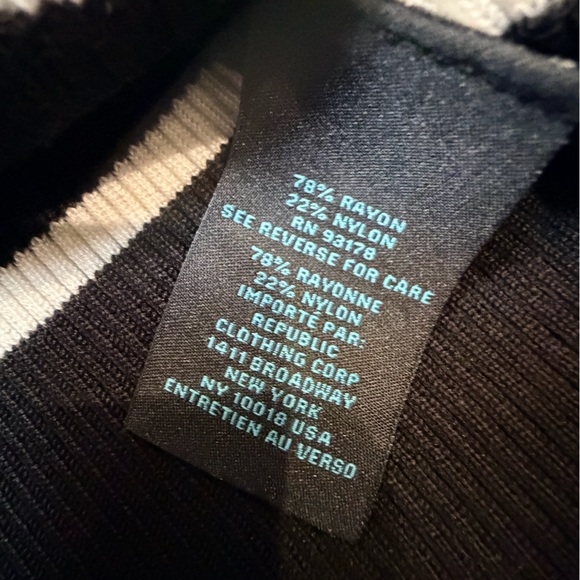 78% RAYON
22% NYLON
RN 93178
SEE REVERSE FOR CARE
78% RAYONNE
22% NYLON
IMPORTÉ PAR:
REPUBLIC
CLOTHING CORP
1411 BROADWAY
NEW YORK
NY 10018 USA
ENTRETIEN AU VERSO